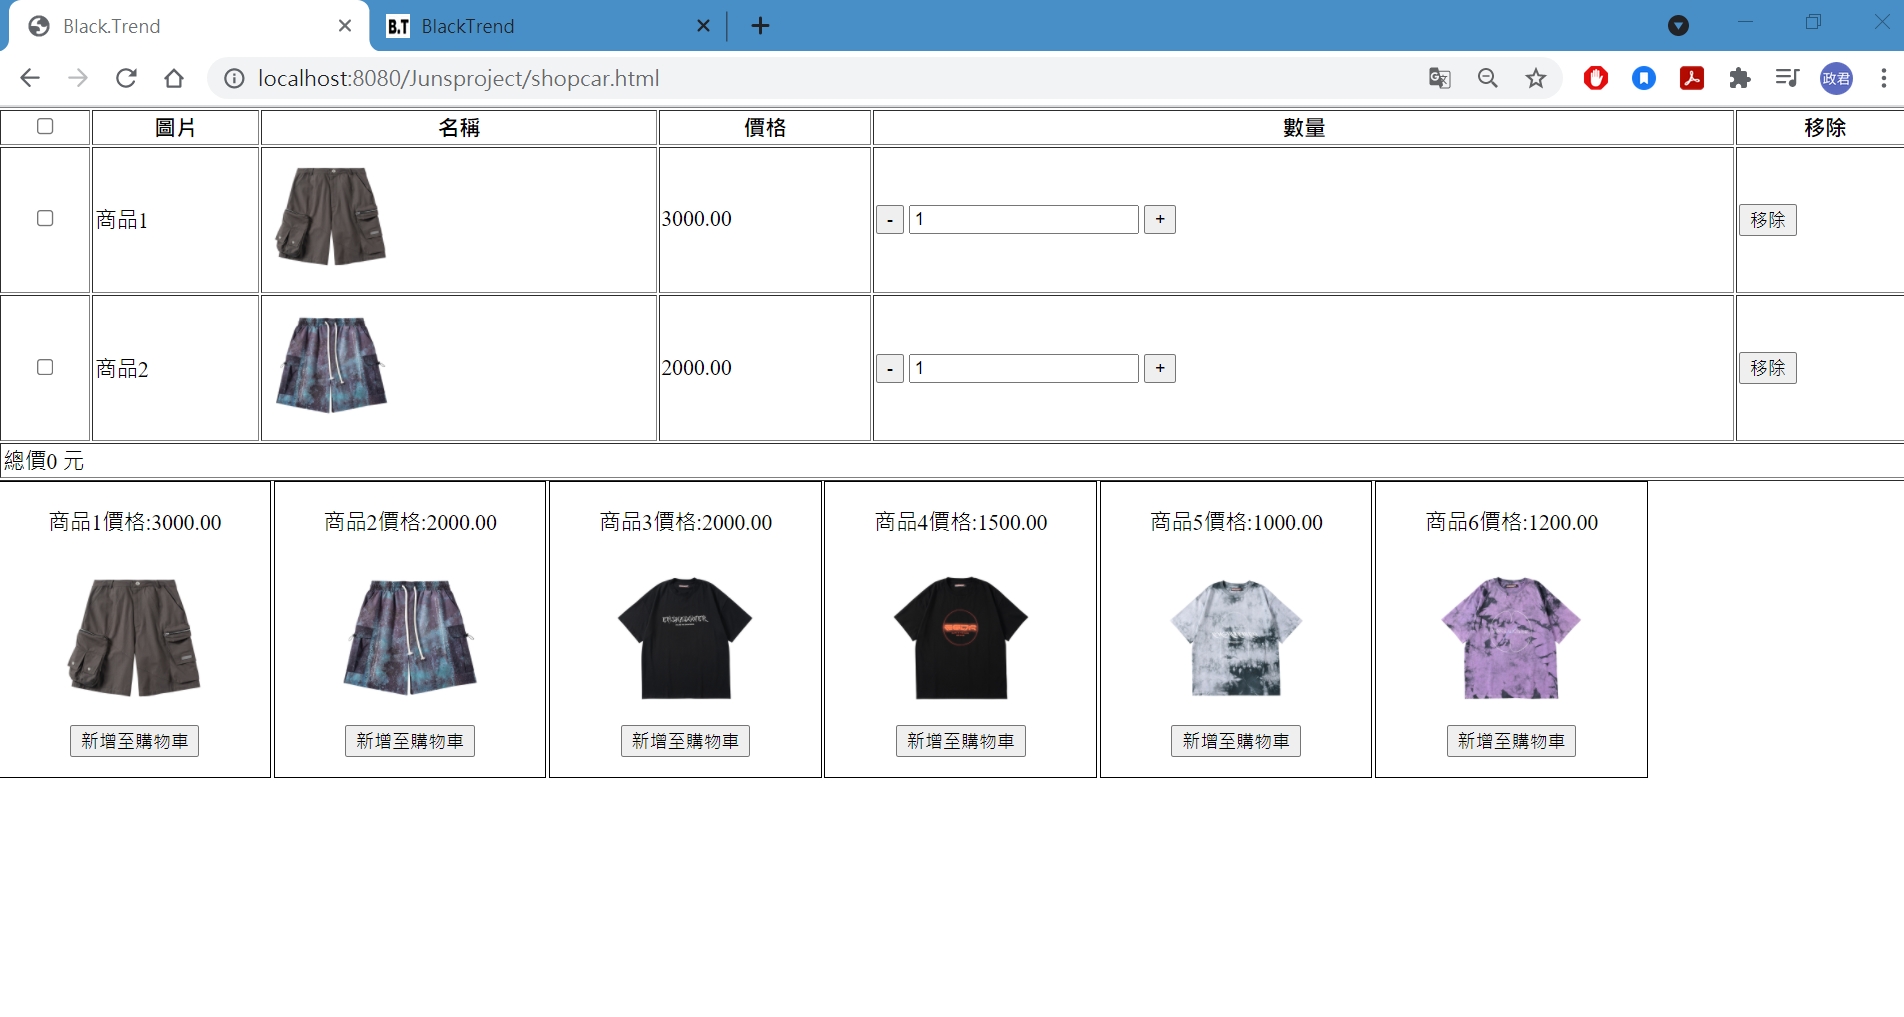 Black.Trend
B.T BlackTrend
localhost:8080/Junsproject/shopcar.html
政君
圖片 名稱 價格 數量 移除
商品1 3000.00 - 1 + 移除
商品2 2000.00 - 1 + 移除
總價0 元
商品1價格:3000.00 商品2價格:2000.00 商品3價格:2000.00 商品4價格:1500.00 商品5價格:1000.00 商品6價格:1200.00
新增至購物車 新增至購物車 新增至購物車 新增至購物車 新增至購物車 新增至購物車